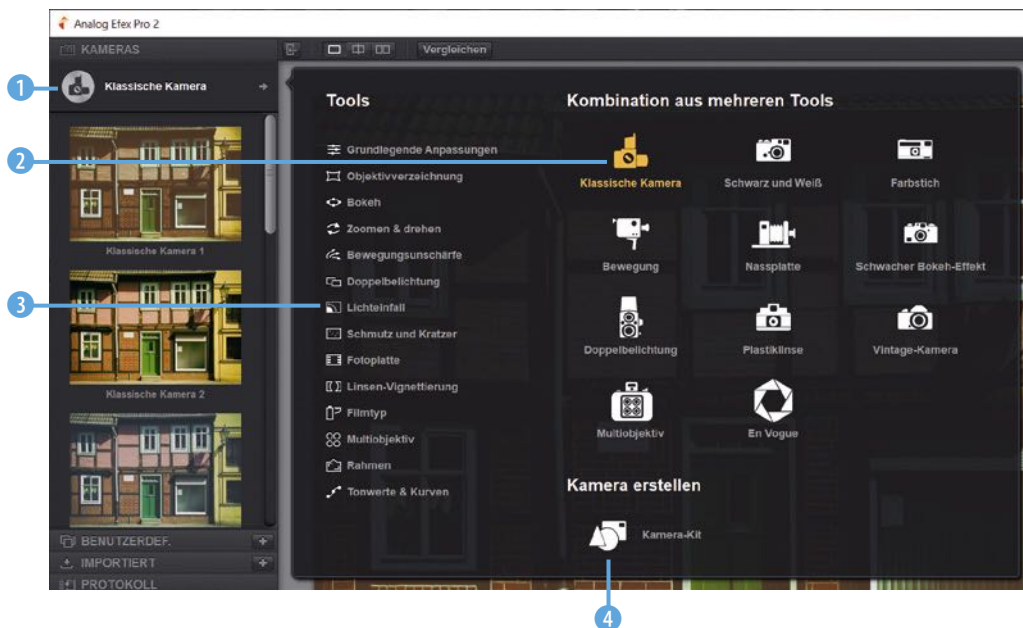 Analog Efex Pro 2
KAMERAS
Vergleichen
1
Klassische Kamera
Tools
Kombination aus mehreren Tools
2
Grundlegende Anpassungen
Objektivverzeichnung
Bokeh
Zoomen & drehen
Bewegungsunschärfe
Doppelbelichtung
3
Lichteinfall
Schmutz und Kratzer
Fotoplatte
Linsen-Vignettierung
Filmtyp
Multiobjektiv
Rahmen
Tonwerte & Kurven
Klassische Kamera
Schwarz und Weiß
Farbstich
Bewegung
Nassplatte
Schwacher Bokeh-Effekt
Doppelbelichtung
Plastiklinse
Vintage-Kamera
Multiobjektiv
En Vogue
Kamera erstellen
Kamera-Kit
4
Klassische Kamera 1
Klassische Kamera 2
BENUTZERDEF.
IMPORTIERT
PROTOKOLL